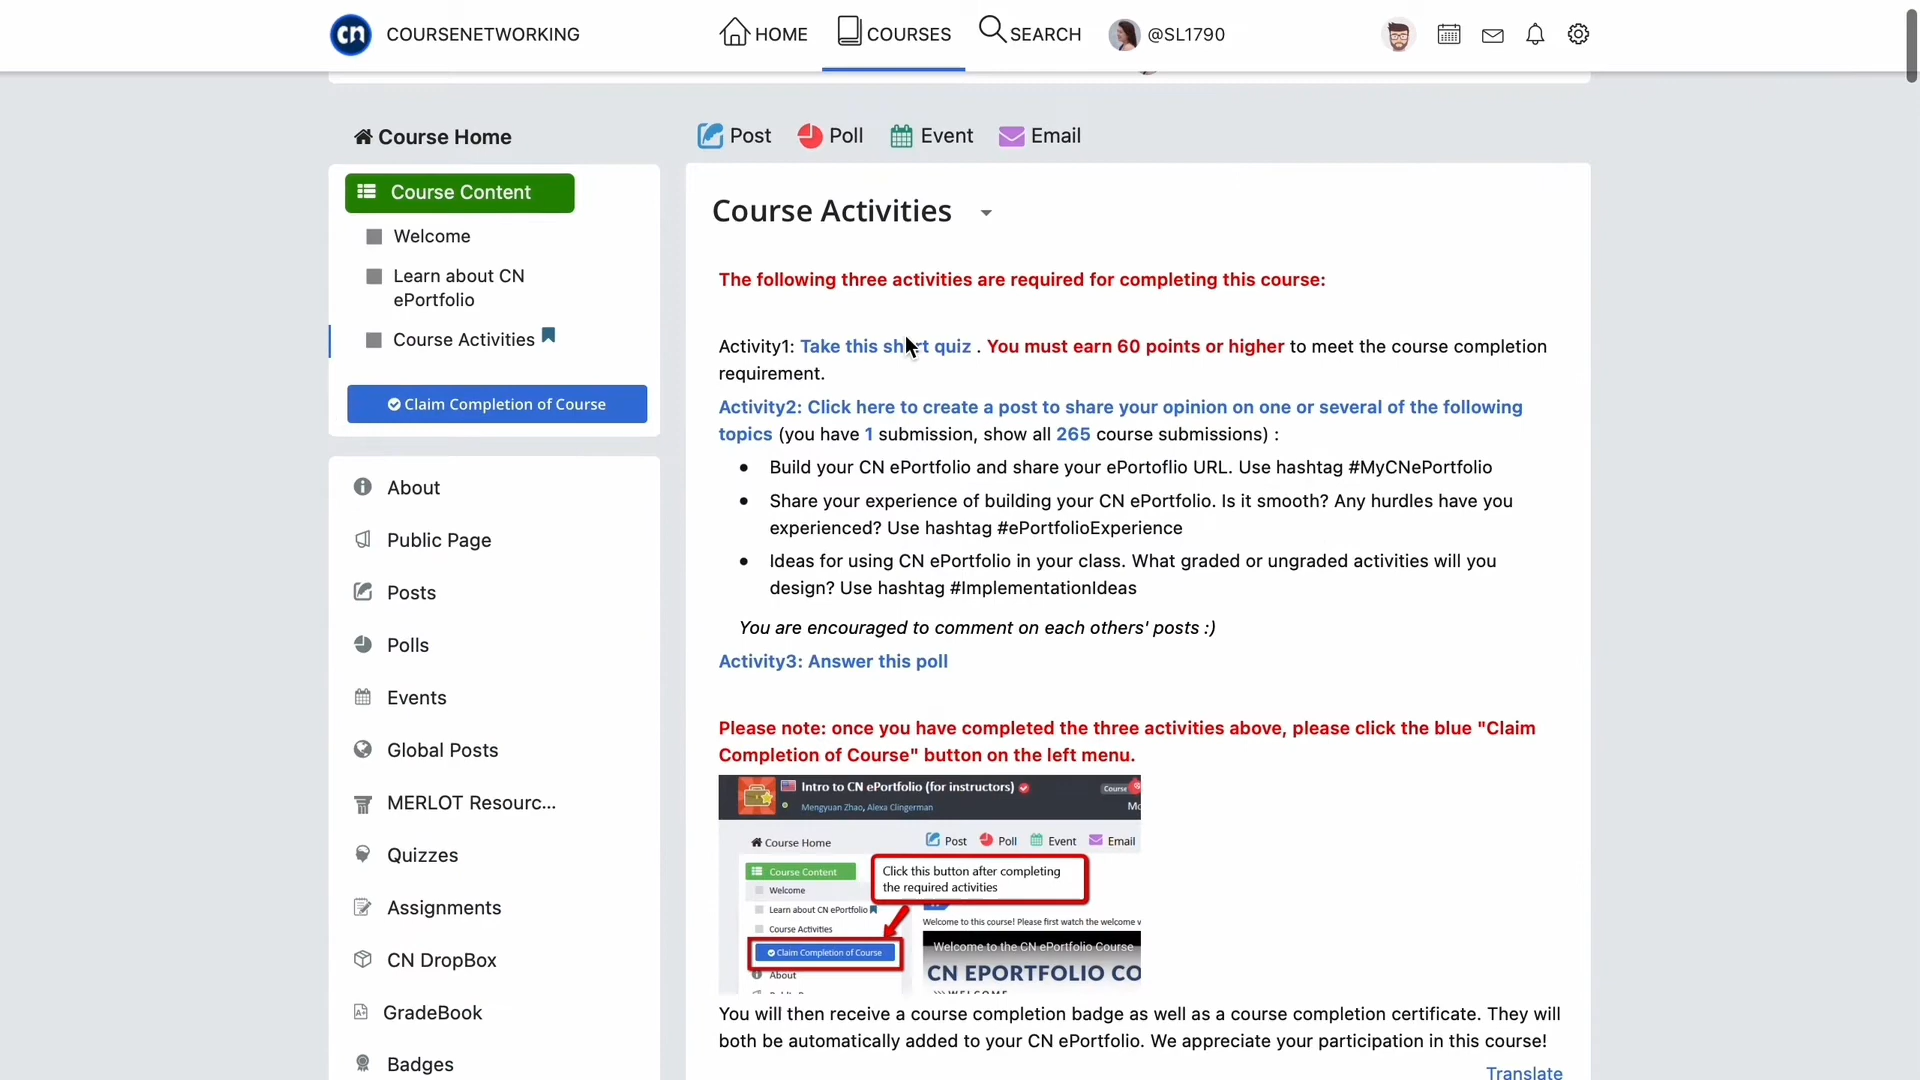 cn COURSENETWORKING HOME COURSES SEARCH @SL1790
Course Home
Course Content
Welcome
Learn about CN
ePortfolio
Course Activities
Claim Completion of Course
About
Public Page
Posts
Polls
Events
Global Posts
MERLOT Resourc...
Quizzes
Assignments
CN DropBox
GradeBook
Badges
Post Poll Event Email
Course Activities
The following three activities are required for completing this course:
Activity1: Take this short quiz . You must earn 60 points or higher to meet the course completion
requirement.
Activity2: Click here to create a post to share your opinion on one or several of the following
topics (you have 1 submission, show all 265 course submissions) :
Build your CN ePortfolio and share your ePortoflio URL. Use hashtag #MyCNePortfolio
Share your experience of building your CN ePortfolio. Is it smooth? Any hurdles have you
experienced? Use hashtag #ePortfolioExperience
Ideas for using CN ePortfolio in your class. What graded or ungraded activities will you
design? Use hashtag #ImplementationIdeas
You are encouraged to comment on each others' posts :)
Activity3: Answer this poll
Please note: once you have completed the three activities above, please click the blue "Claim
Completion of Course" button on the left menu.
Intro to CN ePortfolio (for instructors) Course
Mengyuan Zhao, Alexa Clingerman
Course Home Post Poll Event Email
Course Content
Welcome
Learn about CN ePortfolio
Course Activities
Claim Completion of Course
About
Click this button after completing
the required activities
Welcome to this course! Please first watch the welcome v
Welcome to the CN ePortfolio Course
CN EPORTFOLIO CO
You will then receive a course completion badge as well as a course completion certificate. They will
both be automatically added to your CN ePortfolio. We appreciate your participation in this course!
Translate